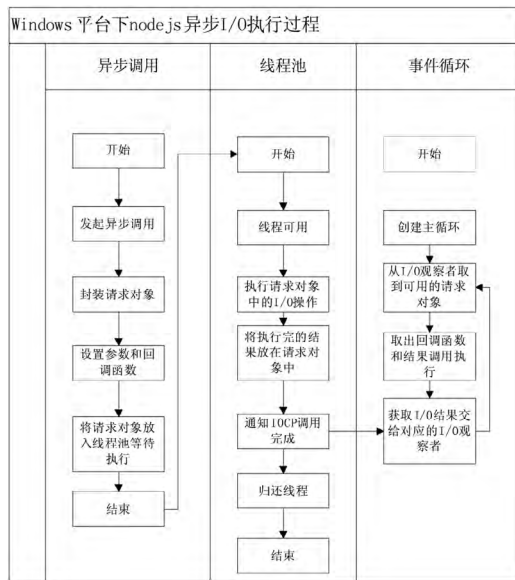 Windows 平台下nodejs异步I/O执行过程
异步调用
线程池
事件循环
开始
发起异步调用
封装请求对象
设置参数和回
调函数
将请求对象放
入线程池等待
执行
结束
开始
线程可用
执行请求对象
中的I/O操作
将执行完的结
果放在请求对
象中
通知IOCP调用
完成
归还线程
结束
开始
创建主循环
从I/O观察者取
到可用的请求
对象
取出回调函数
和结果调用执
行
获取I/O结果交
给对应的I/O观
察者